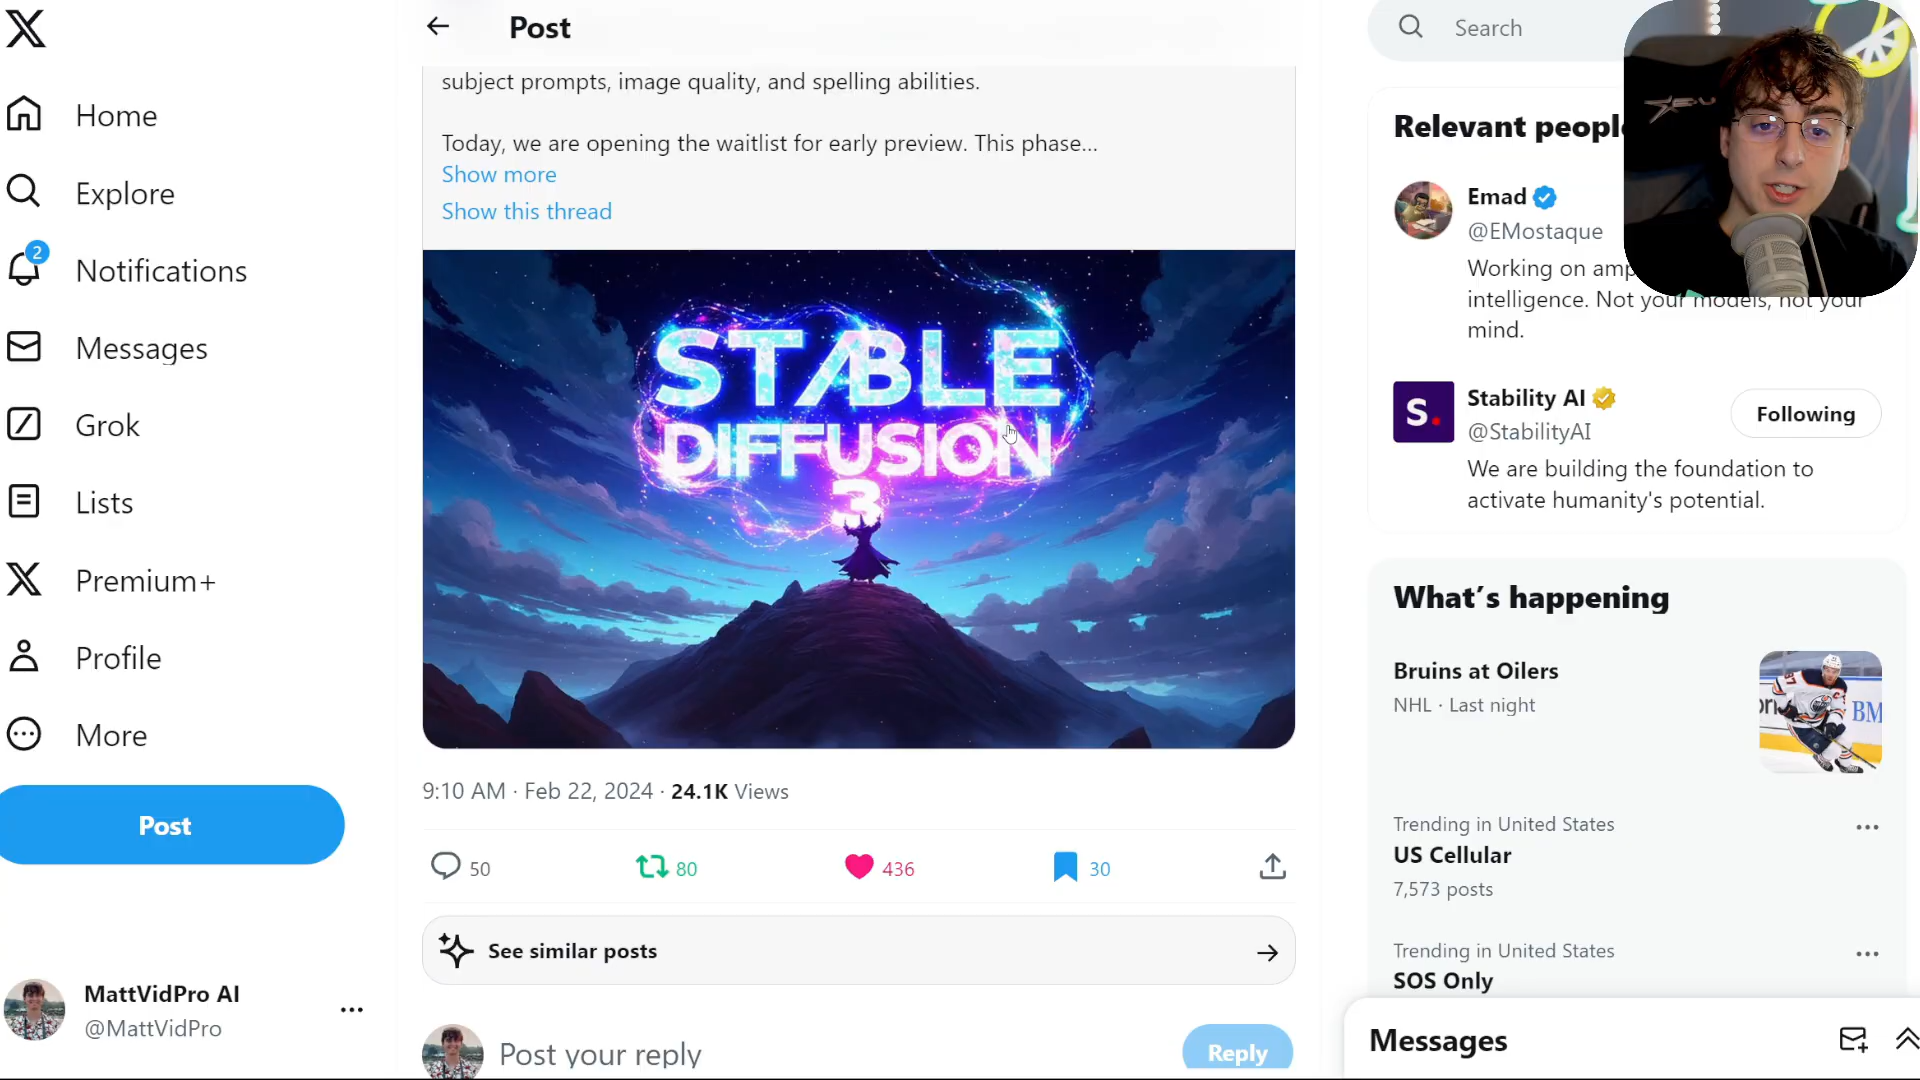 Post
Search
Home
Explore
2
Notifications
Messages
Grok
Lists
Premium+
Profile
More
Post
MattVidPro AI
@MattVidPro
subject prompts, image quality, and spelling abilities.
Today, we are opening the waitlist for early preview. This phase...
Show more
Show this thread
STABLE
DIFFUSION
3
9:10 AM · Feb 22, 2024 · 24.1K Views
50
80
436
30
See similar posts
Post your reply
Reply
Relevant people
Emad
@EMostaque
Working on amp
intelligence. Not your models, not your
mind.
S.
Stability AI
@StabilityAI
Following
We are building the foundation to
activate humanity's potential.
What's happening
Bruins at Oilers
NHL · Last night
97
BM
Trending in United States
US Cellular
7,573 posts
Trending in United States
SOS Only
Messages